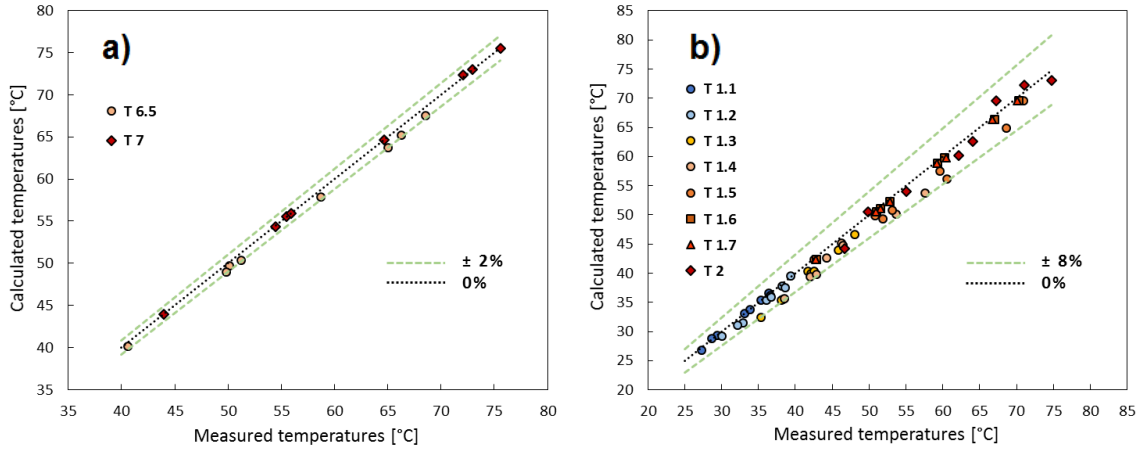 a)
Calculated temperatures [°C]
80
75
70
65
60
55
50
45
40
35
T 6.5
T 7
± 2%
0%
35 40 45 50 55 60 65 70 75 80
Measured temperatures [°C]
b)
Calculated temperatures [°C]
85
80
75
70
65
60
55
50
45
40
35
30
25
20
T 1.1
T 1.2
T 1.3
T 1.4
T 1.5
T 1.6
T 1.7
T 2
± 8%
0%
20 25 30 35 40 45 50 55 60 65 70 75 80 85
Measured temperatures [°C]